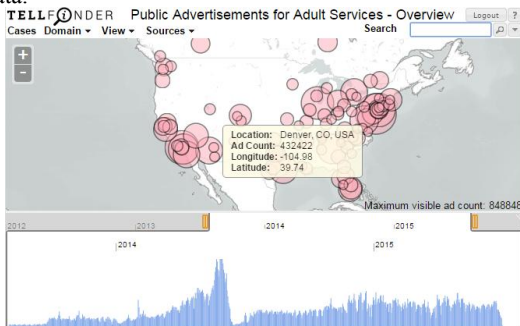 TELLFINDER Public Advertisements for Adult Services - Overview Logout ?
Cases Domain View Sources Search
+
-
Location: Denver, CO, USA
Ad Count: 432422
Longitude: -104.98
Latitude: 39.74
Maximum visible ad count: 848848
2012 2013 2014 2015
2014 2015